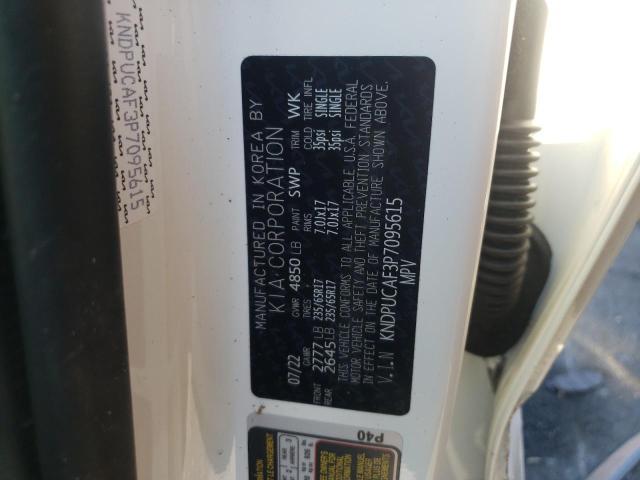 KNDPUCAF3P7095615
MANUFACTURED IN KOREA BY
KIA CORPORATION
07/22 GVWR 4850 LB PAINT SWP TRIM WK
GAWR TIRES RIMS COLD TIRE INFL
FRONT 2777 LB 235/65R17 7.0Jx17 35psi SINGLE
REAR 2645 LB 235/65R17 7.0Jx17 35psi SINGLE
THIS VEHICLE CONFORMS TO ALL APPLICABLE U.S.A. FEDERAL
MOTOR VEHICLE SAFETY AND THEFT PREVENTION STANDARDS
IN EFFECT ON THE DATE OF MANUFACTURE SHOWN ABOVE.
V.I.N KNDPUCAF3P7095615
MPV
P40